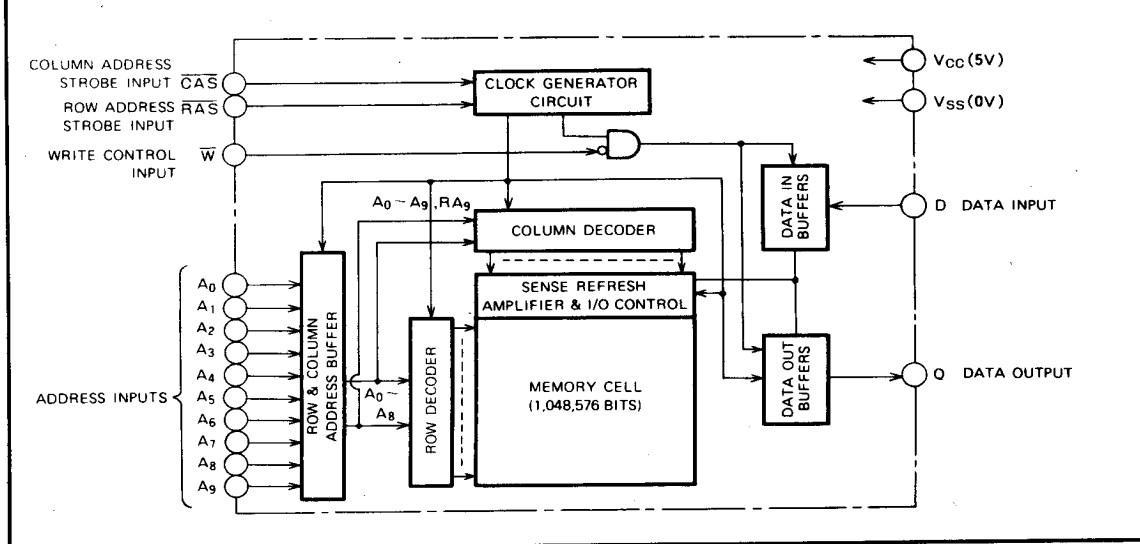 COLUMN ADDRESS
STROBE INPUT CAS
ROW ADDRESS RAS
STROBE INPUT
WRITE CONTROL W
INPUT
CLOCK GENERATOR
CIRCUIT
VCC(5V)
VSS(0V)
A0~A9,RA9
COLUMN DECODER
DATA IN
BUFFERS
D DATA INPUT
SENSE REFRESH
AMPLIFIER & I/O CONTROL
ADDRESS INPUTS
A0
A1
A2
A3
A4
A5
A6
A7
A8
A9
ROW & COLUMN
ADDRESS BUFFER
A0~
A8
ROW DECODER
MEMORY CELL
(1,048,576 BITS)
DATA OUT
BUFFERS
Q DATA OUTPUT